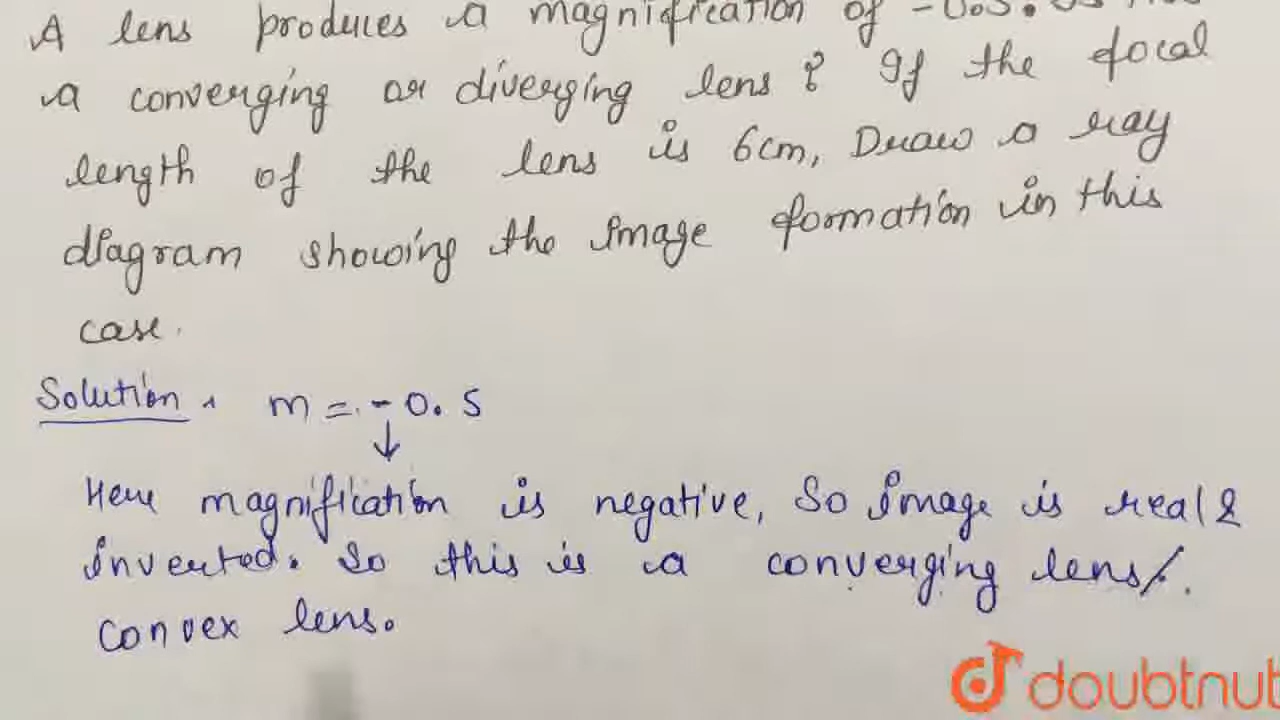 A lens produces a magnification of -0.5.
a converging or diverging lens ? If the focal
length of the lens is 6cm, Draw a ray
diagram showing the image formation in this
case.
Solution. m = -0.5
↓
Here magnification is negative, So image is real &
inverted. So this is a converging lens/.
convex lens.
doubtnut